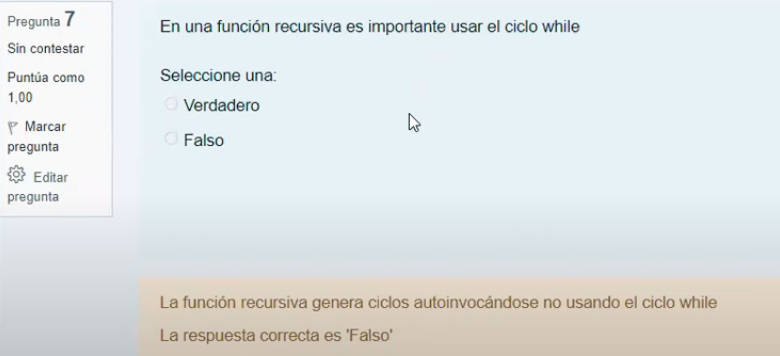 Pregunta 7
Sin contestar
Puntúa como
1,00
Marcar
pregunta
Editar
pregunta
En una función recursiva es importante usar el ciclo while
Seleccione una:
Verdadero
Falso
La función recursiva genera ciclos autoinvocándose no usando el ciclo while
La respuesta correcta es 'Falso'